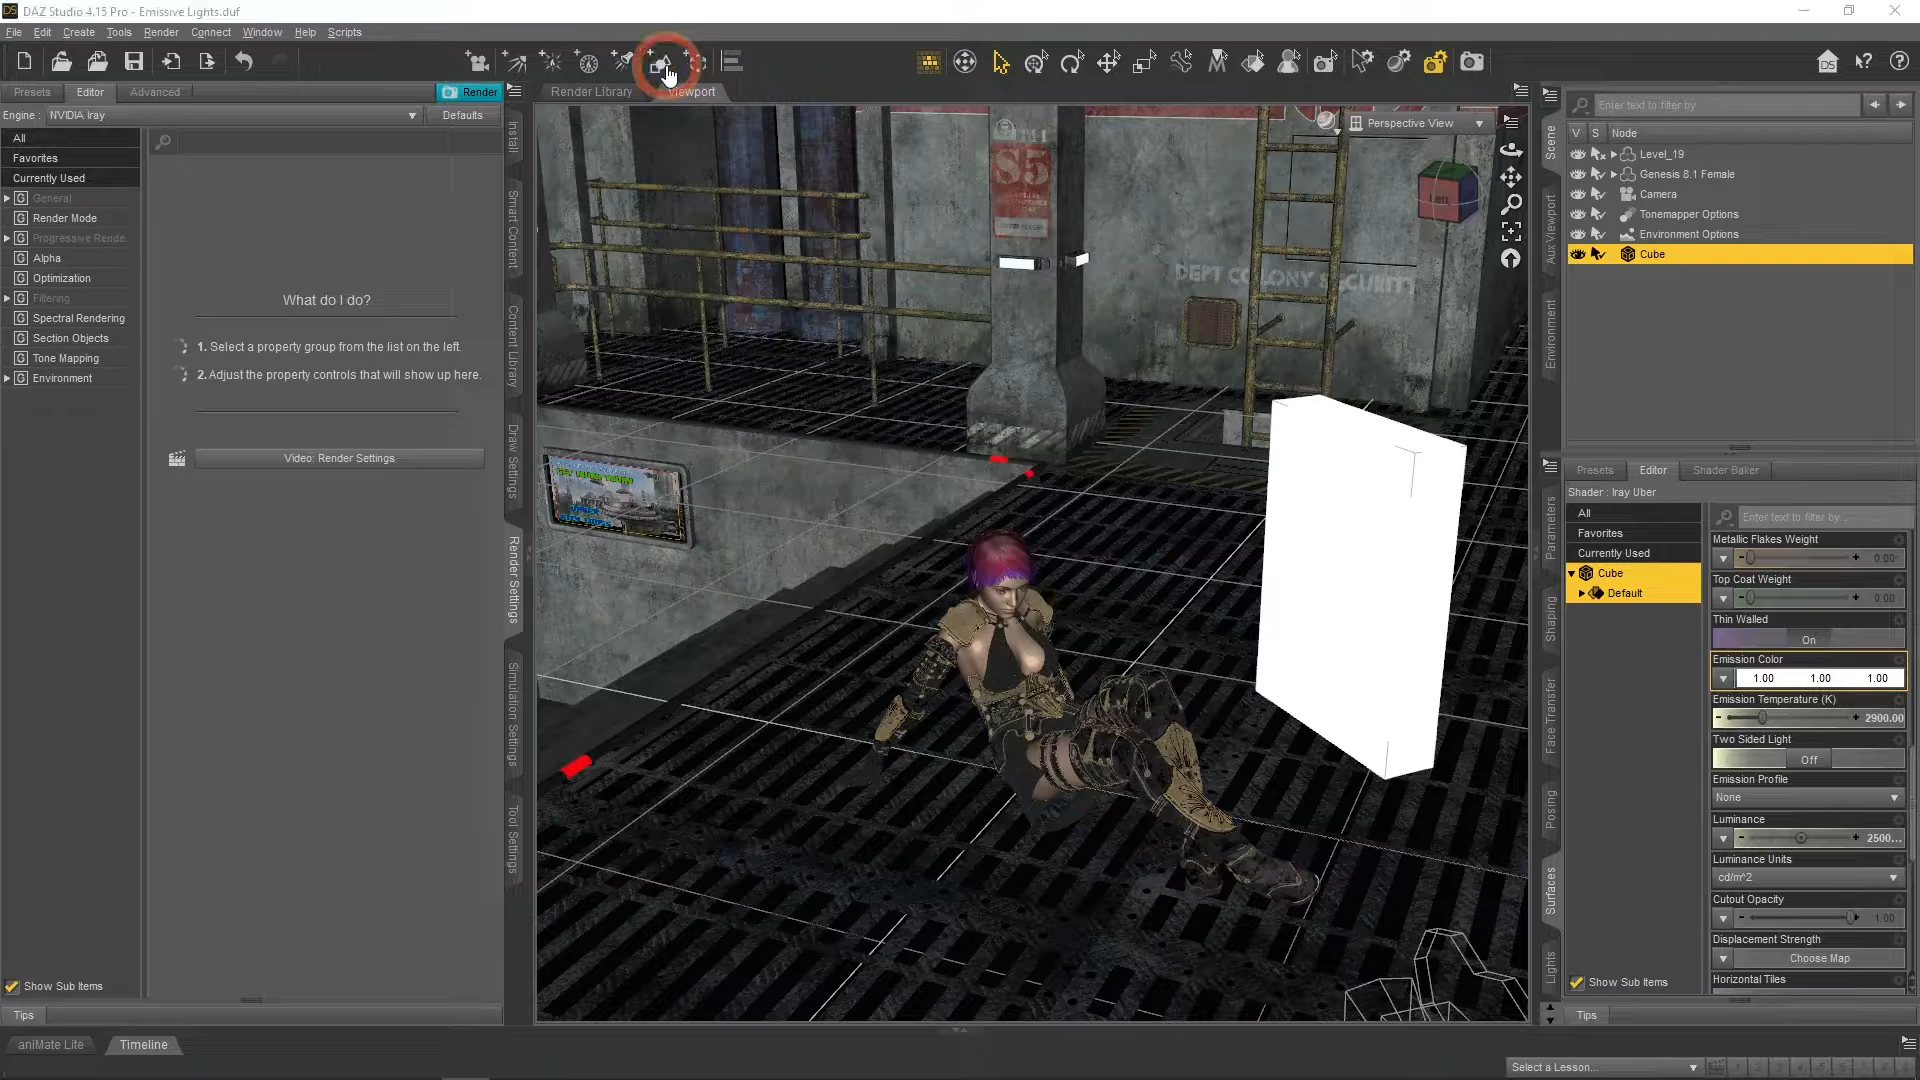 DAZ Studio 4.15 Pro - Emissive Lights.duf
File Edit Create Tools Render Connect Window Help Scripts
Presets Editor Advanced Render
Render Library Viewport
Engine : NVIDIA Iray Defaults
All
Favorites
Currently Used
General
Render Mode
Progressive Rende
Alpha
Optimization
Filtering
Spectral Rendering
Section Objects
Tone Mapping
Environment
What do I do?
1. Select a property group from the list on the left.
2. Adjust the property controls that will show up here.
Video: Render Settings
Show Sub Items
Tips
aniMate Lite Timeline
Install
Smart Content
Content Library
Draw Settings
Render Settings
Simulation Settings
Tool Settings
Perspective View
Left
S5
DEPT COLONY SECURITY
Scene
Aux Viewport
Environment
Enter text to filter by
V S Node
Level_19
Genesis 8.1 Female
Camera
Tonemapper Options
Environment Options
Cube
Parameters
Shaping
Face Transfer
Posing
Surfaces
Lights
Presets Editor Shader Baker
Shader : Iray Uber
All
Favorites
Currently Used
Cube
Default
Enter text to filter by...
Metallic Flakes Weight
0.00
Top Coat Weight
0.00
Thin Walled
On
Emission Color
1.00 1.00 1.00
Emission Temperature (K)
2900.00
Two Sided Light
Off
Emission Profile
None
Luminance
2500...
Luminance Units
cd/m^2
Cutout Opacity
1.00
Displacement Strength
Choose Map
Horizontal Tiles
Show Sub Items
Tips
Select a Lesson...